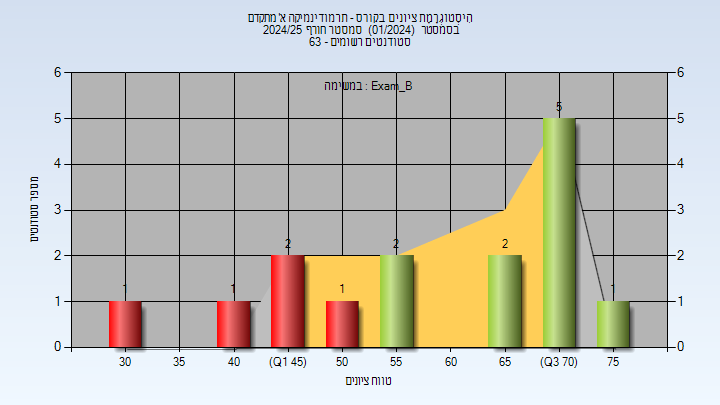 היסטוגרמת ציונים בקורס - תרמודינמיקה א' מתקדם
בסמסטר (01/2024) סמסטר חורף 2024/25
סטודנטים רשומים - 63
במשימה : Exam_B
מספר סטודנטים
6 6
5 5
4 4
3 3
2 2
1 1
0 0
1 1 2 1 2 2 5 1
30 35 40 (Q1 45) 50 55 60 65 (Q3 70) 75
טווח ציונים